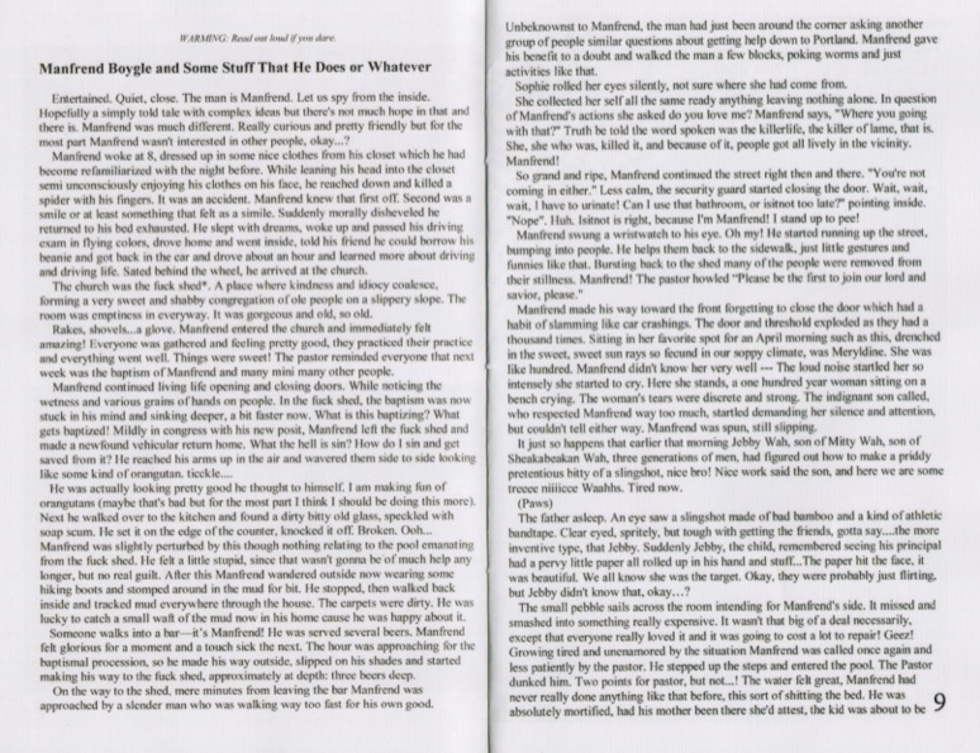 WARMING: Read out loud if you dare.
Manfrend Boygle and Some Stuff That He Does or Whatever
Entertained. Quiet, close. The man is Manfrend. Let us spy from the inside.
Hopefully a simply told tale with complex ideas but there's not much hope in that and
there is. Manfrend was much different. Really curious and pretty friendly but for the
most part Manfrend wasn't interested in other people, okay...?
Manfrend woke at 8, dressed up in some nice clothes from his closet which he had
become refamiliarized with the night before. While leaning his head into the closet
semi unconsciously enjoying his clothes on his face, he reached down and killed a
spider with his fingers. It was an accident. Manfrend knew that first off. Second was a
smile or at least something that felt as a simile. Suddenly morally disheveled he
returned to his bed exhausted. He slept with dreams, woke up and passed his driving
exam in flying colors, drove home and went inside, told his friend he could borrow his
beanie and got back in the car and drove about an hour and learned more about driving
and driving life. Sated behind the wheel, he arrived at the church.
The church was the fuck shed*. A place where kindness and idiocy coalesce,
forming a very sweet and shabby congregation of ole people on a slippery slope. The
room was emptiness in everyway. It was gorgeous and old, so old.
Rakes, shovels...a glove. Manfrend entered the church and immediately felt
amazing! Everyone was gathered and feeling pretty good, they practiced their practice
and everything went well. Things were sweet! The pastor reminded everyone that next
week was the baptism of Manfrend and many mini many other people.
Manfrend continued living life opening and closing doors. While noticing the
wetness and various grains of hands on people. In the fuck shed, the baptism was now
stuck in his mind and sinking deeper, a bit faster now. What is this baptizing? What
gets baptized! Mildly in congress with his new posit, Manfrend left the fuck shed and
made a newfound vehicular return home. What the hell is sin? How do I sin and get
saved from it? He reached his arms up in the air and wavered them side to side looking
like some kind of orangutan. tickle....
He was actually looking pretty good he thought to himself. I am making fun of
orangutans (maybe that's bad but for the most part I think I should be doing this more).
Next he walked over to the kitchen and found a dirty bitty old glass, speckled with
soap scum. He set it on the edge of the counter, knocked it off. Broken. Ooh...
Manfrend was slightly perturbed by this though nothing relating to the pool emanating
from the fuck shed. He felt a little stupid, since that wasn't gonna be of much help any
longer, but no real guilt. After this Manfrend wandered outside now wearing some
hiking boots and stomped around in the mud for bit. He stopped, then walked back
inside and tracked mud everywhere through the house. The carpets were dirty. He was
lucky to catch a small waft of the mud now in his home cause he was happy about it.
Someone walks into a bar—it's Manfrend! He was served several beers. Manfrend
felt glorious for a moment and a touch sick the next. The hour was approaching for the
baptismal procession, so he made his way outside, slipped on his shades and started
making his way to the fuck shed, approximately at depth: three beers deep.
On the way to the shed, mere minutes from leaving the bar Manfrend was
approached by a slender man who was walking way too fast for his own good.
Unbeknownst to Manfrend, the man had just been around the corner asking another
group of people similar questions about getting help down to Portland. Manfrend gave
his benefit to a doubt and walked the man a few blocks, poking worms and just
activities like that.
Sophie rolled her eyes silently, not sure where she had come from.
She collected her self all the same ready anything leaving nothing alone. In question
of Manfrend's actions she asked do you love me? Manfrend says, "Where you going
with that?" Truth be told the word spoken was the killerlife, the killer of lame, that is.
She, she who was, killed it, and because of it, people got all lively in the vicinity.
Manfrend!
So grand and ripe, Manfrend continued the street right then and there. "You're not
coming in either." Less calm, the security guard started closing the door. Wait, wait,
wait, I have to urinate! Can I use that bathroom, or isitnot too late?" pointing inside.
"Nope". Huh. Isitnot is right, because I'm Manfrend! I stand up to pee!
Manfrend swung a wristwatch to his eye. Oh my! He started running up the street,
bumping into people. He helps them back to the sidewalk, just little gestures and
funnies like that. Bursting back to the shed many of the people were removed from
their stillness. Manfrend! The pastor howled "Please be the first to join our lord and
savior, please."
Manfrend made his way toward the front forgetting to close the door which had a
habit of slamming like car crashings. The door and threshold exploded as they had a
thousand times. Sitting in her favorite spot for an April morning such as this, drenched
in the sweet, sweet sun rays so fecund in our soppy climate, was Meryldine. She was
like hundred. Manfrend didn't know her very well --- The loud noise startled her so
intensely she started to cry. Here she stands, a one hundred year woman sitting on a
bench crying. The woman's tears were discrete and strong. The indignant son called,
who respected Manfrend way too much, startled demanding her silence and attention,
but couldn't tell either way. Manfrend was spun, still slipping.
It just so happens that earlier that morning Jebby Wah, son of Mitty Wah, son of
Sheakabeakan Wah, three generations of men, had figured out how to make a priddy
pretentious bitty of a slingshot, nice bro! Nice work said the son, and here we are some
treeee niiiicce Waahhs. Tired now.
(Paws)
The father asleep. An eye saw a slingshot made of bad bamboo and a kind of athletic
bandtape. Clear eyed, spritely, but tough with getting the friends, gotta say....the more
inventive type, that Jebby. Suddenly Jebby, the child, remembered seeing his principal
had a pervy little paper all rolled up in his hand and stuff...The paper hit the face, it
was beautiful. We all know she was the target. Okay, they were probably just flirting,
but Jebby didn't know that, okay...?
The small pebble sails across the room intending for Manfrend's side. It missed and
smashed into something really expensive. It wasn't that big of a deal necessarily,
except that everyone really loved it and it was going to cost a lot to repair! Geez!
Growing tired and unenamored by the situation Manfrend was called once again and
less patiently by the pastor. He stepped up the steps and entered the pool. The Pastor
dunked him. Two points for pastor, but not...! The water felt great, Manfrend had
never really done anything like that before, this sort of shitting the bed. He was
absolutely mortified, had his mother been there she'd attest, the kid was about to be
9